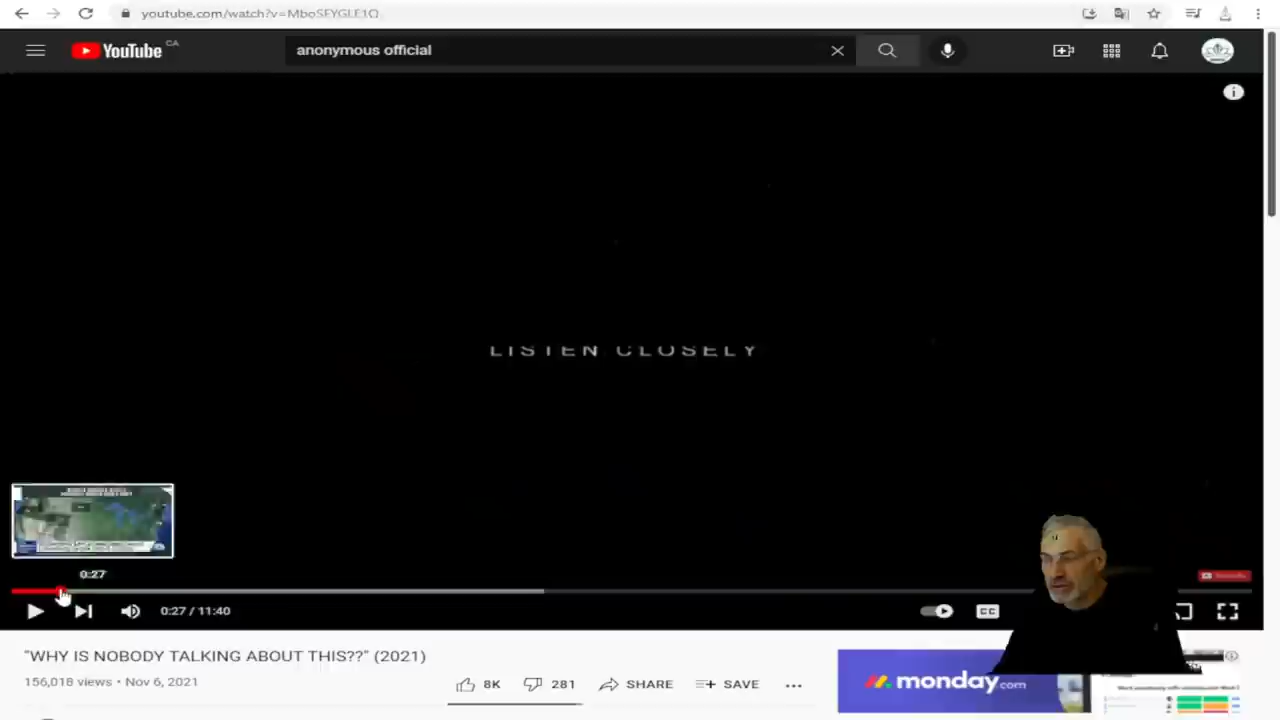 youtube.com/watch?v=MboSFYGLE1Q
YouTube CA
anonymous official
LISTEN CLOSELY
0:27
0:27 / 11:40
CC
"WHY IS NOBODY TALKING ABOUT THIS??" (2021)
156,018 views • Nov 6, 2021
8K
281
SHARE
SAVE
monday.com